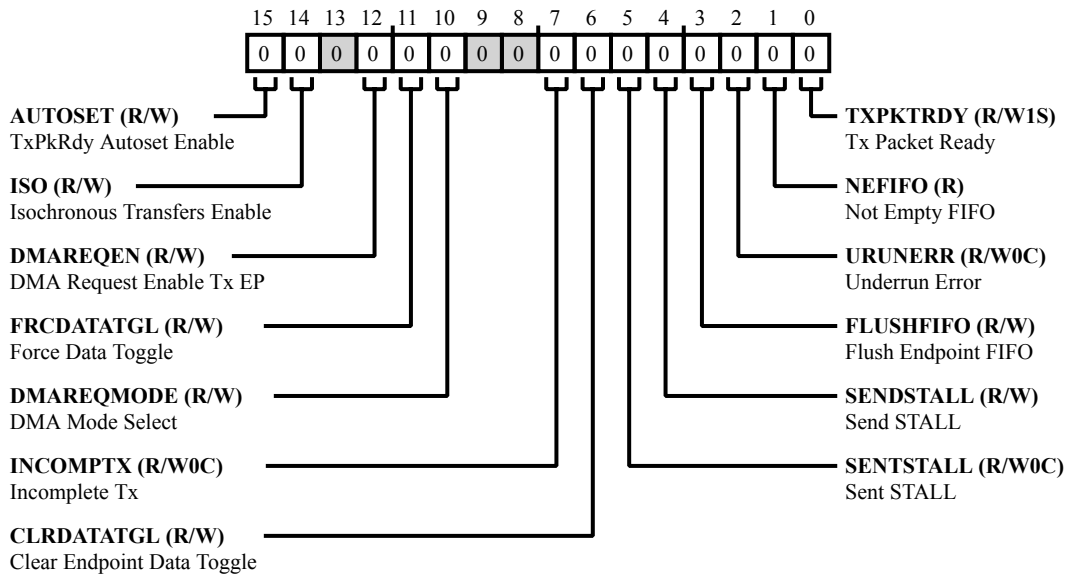 15 14 13 12 11 10 9 8 7 6 5 4 3 2 1 0
0 0 0 0 0 0 0 0 0 0 0 0 0 0 0 0
AUTOSET (R/W)
TxPkRdy Autoset Enable
ISO (R/W)
Isochronous Transfers Enable
DMAREQEN (R/W)
DMA Request Enable Tx EP
FRCDATATGL (R/W)
Force Data Toggle
DMAREQMODE (R/W)
DMA Mode Select
INCOMPTX (R/W0C)
Incomplete Tx
CLRDATATGL (R/W)
Clear Endpoint Data Toggle
TXPKTRDY (R/W1S)
Tx Packet Ready
NEFIFO (R)
Not Empty FIFO
URUNERR (R/W0C)
Underrun Error
FLUSHFIFO (R/W)
Flush Endpoint FIFO
SENDSTALL (R/W)
Send STALL
SENTSTALL (R/W0C)
Sent STALL